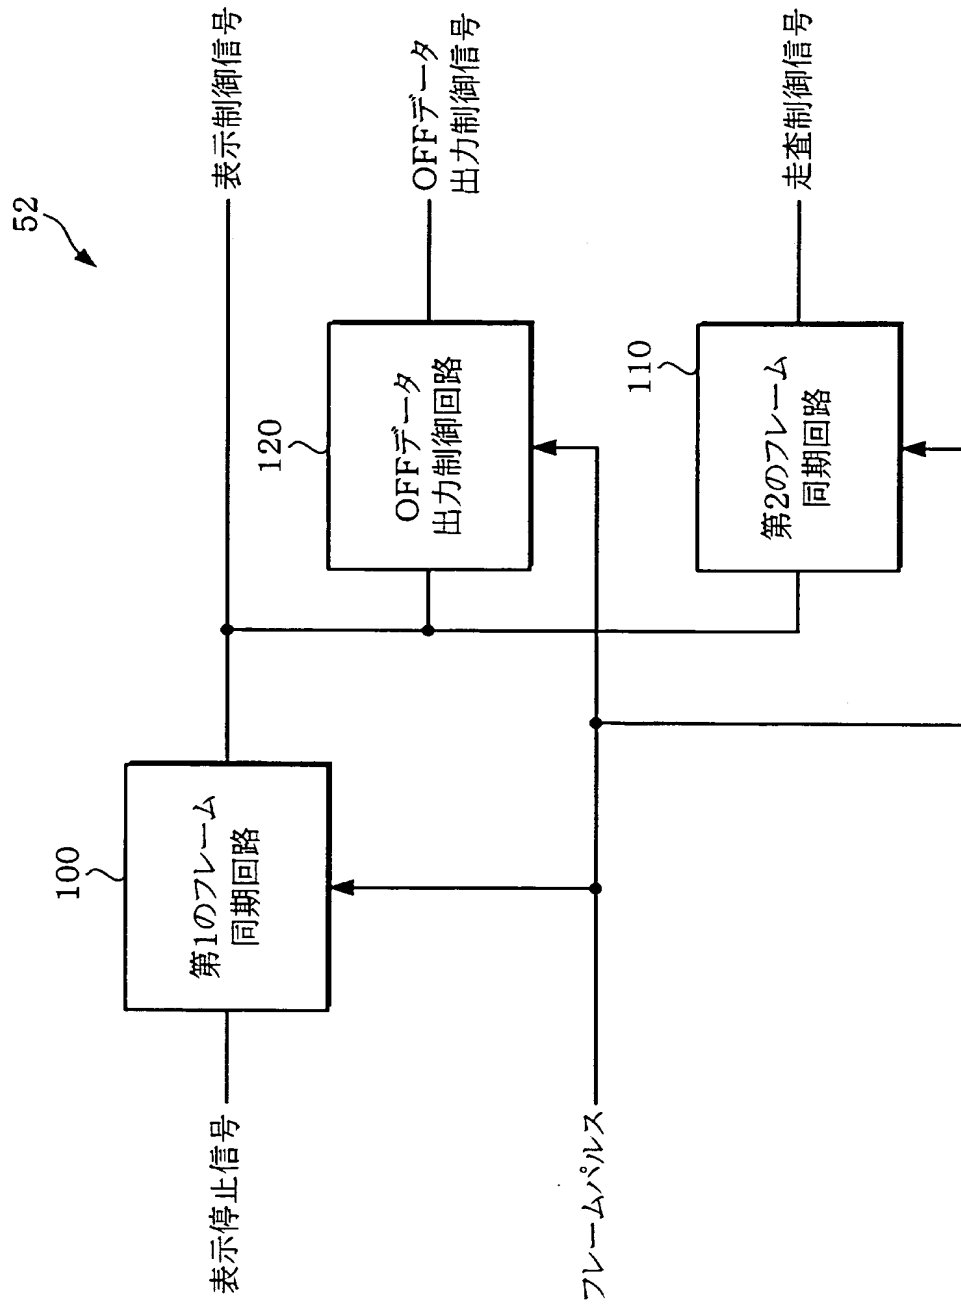 52
表示停止信号
100
第1のフレーム
同期回路
表示制御信号
120
OFFデータ
出力制御回路
OFFデータ
出力制御信号
フレームパルス
110
第2のフレーム
同期回路
走査制御信号